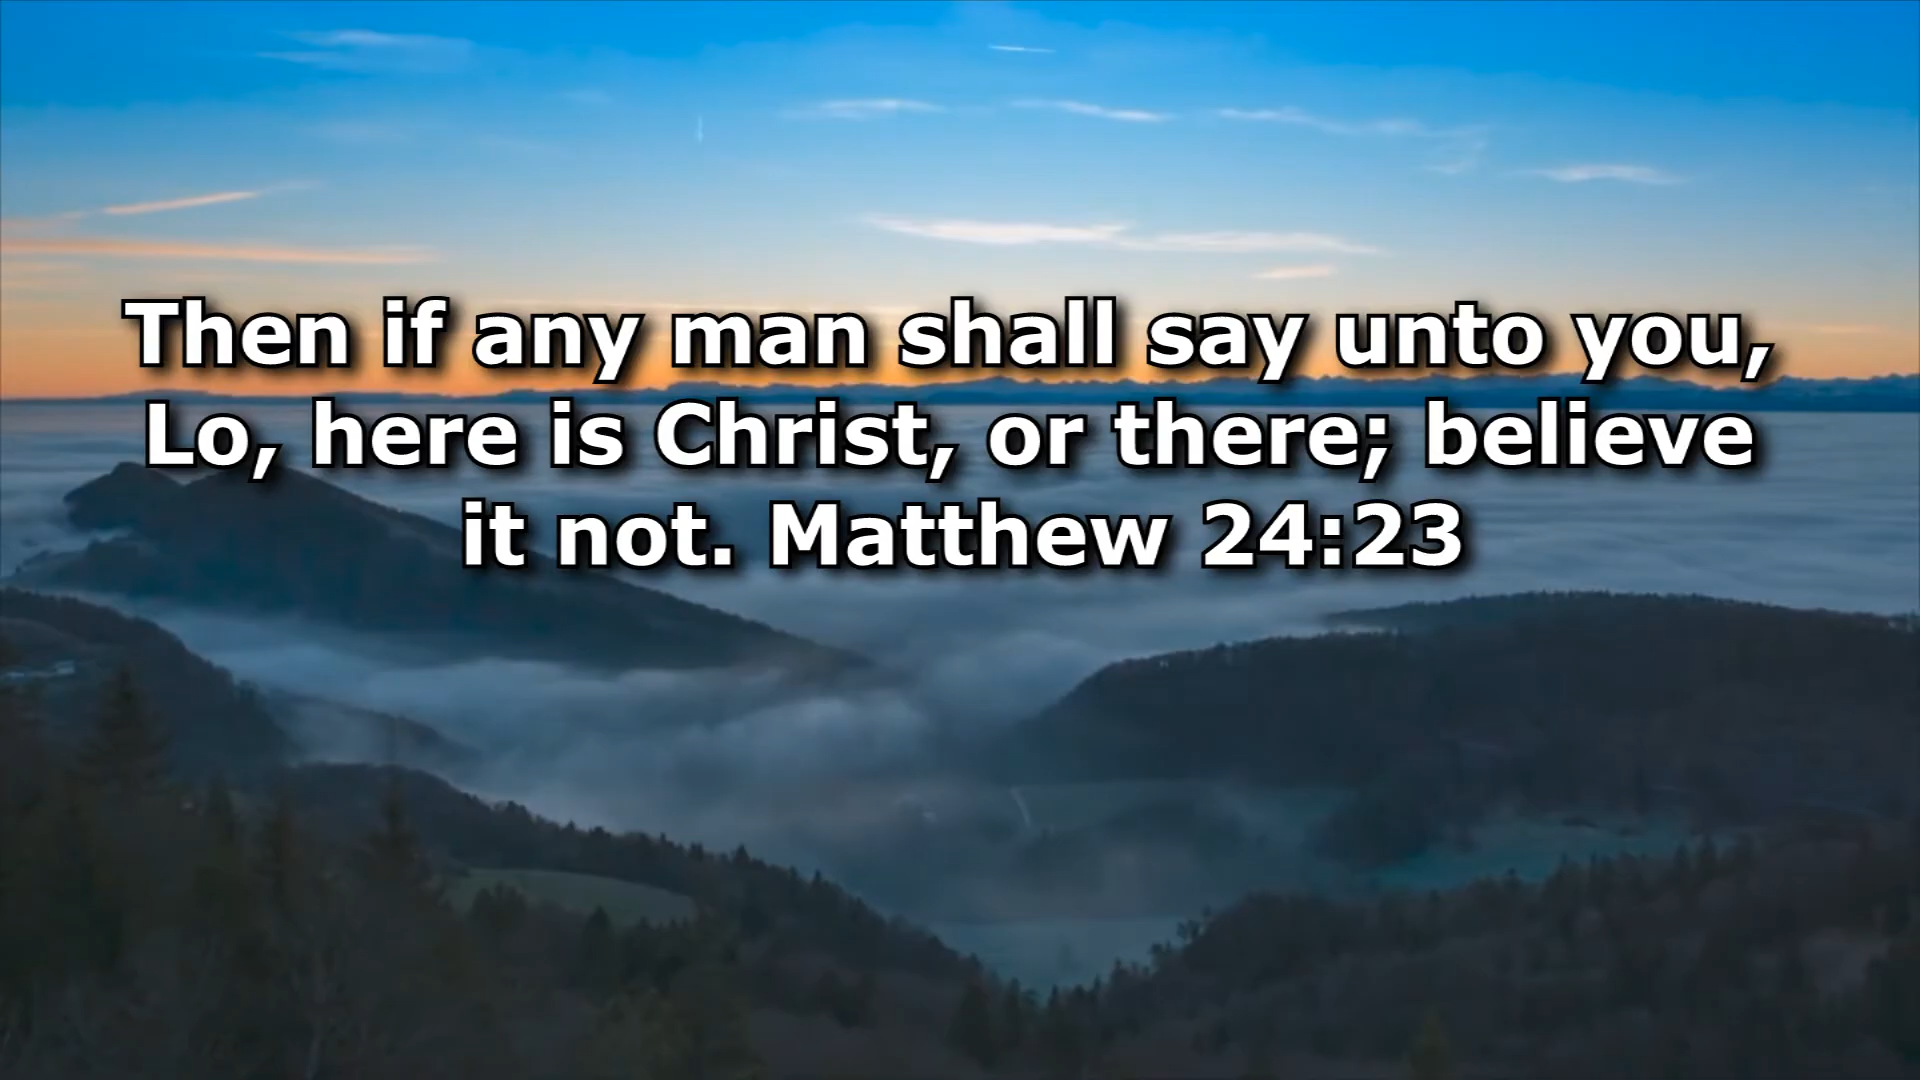 Then if any man shall say unto you,
Lo, here is Christ, or there; believe
it not. Matthew 24:23